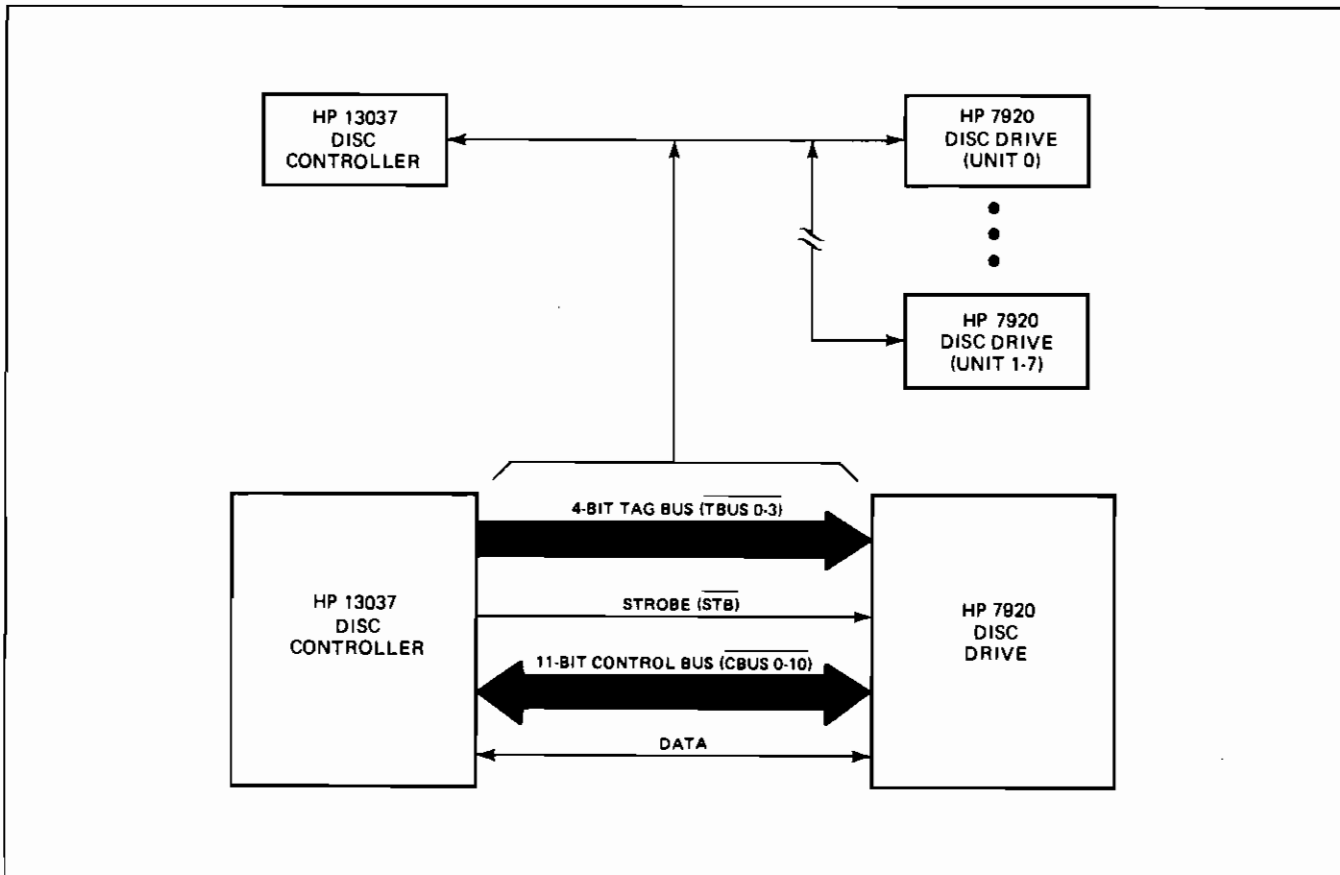 HP 13037
DISC
CONTROLLER
HP 7920
DISC DRIVE
(UNIT 0)
HP 7920
DISC DRIVE
(UNIT 1-7)
4-BIT TAG BUS (TBUS 0-3)
HP 13037
DISC
CONTROLLER
STROBE (STB)
11-BIT CONTROL BUS (CBUS 0-10)
DATA
HP 7920
DISC
DRIVE